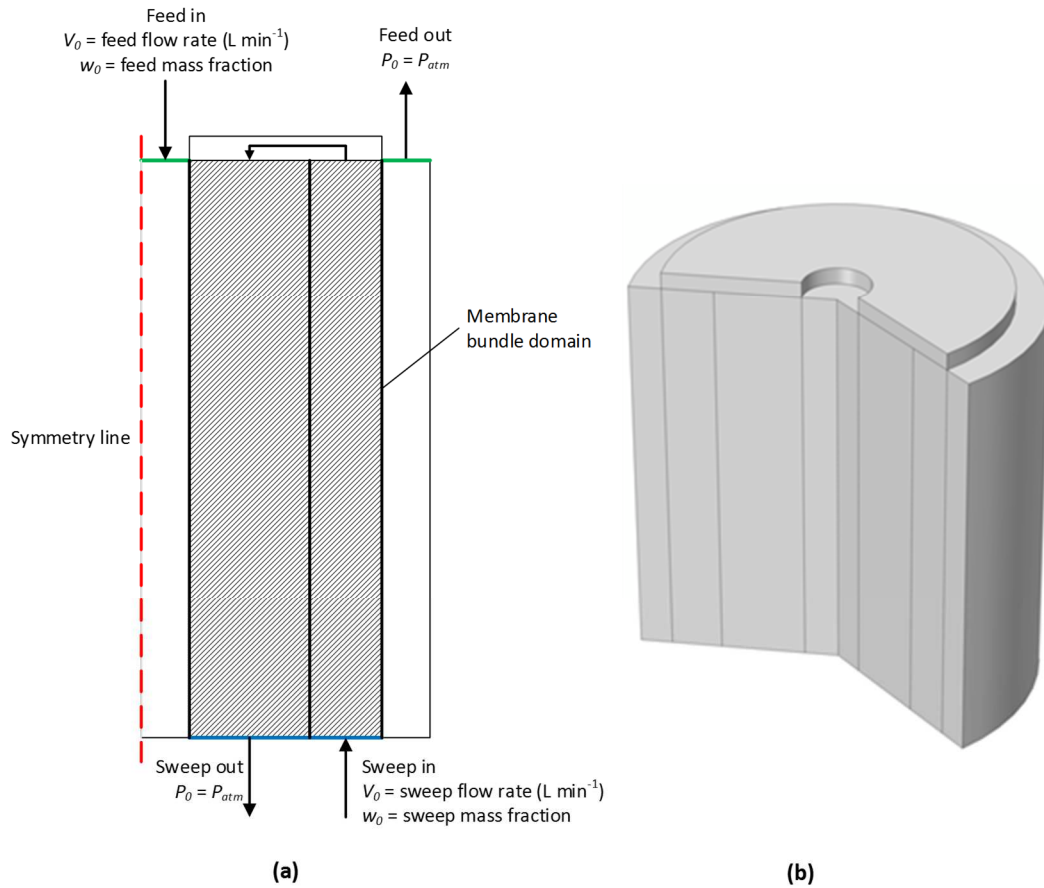 Feed in
V₀ = feed flow rate (L min⁻¹)
w₀ = feed mass fraction
Feed out
P₀ = Pₐₜₘ
Membrane
bundle domain
Symmetry line
Sweep out
P₀ = Pₐₜₘ
Sweep in
V₀ = sweep flow rate (L min⁻¹)
w₀ = sweep mass fraction
(a)
(b)